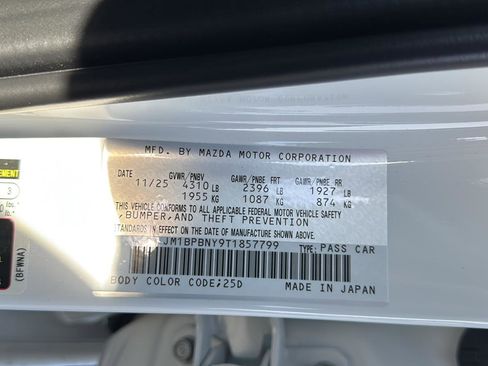 MFD. BY MAZDA MOTOR CORPORATION
DATE GVWR/PNBV GAWR/PNBE FR GAWR/PNBE RR
11/25 4310 LB 2396 LB 1927 LB
1955 KG 1087 KG 874 KG
THIS VEHICLE CONFORMS TO ALL APPLICABLE FEDERAL MOTOR VEHICLE SAFETY
, BUMPER, AND THEFT PREVENTION
STANDARDS IN EFFECT ON THE DATE OF MANUFACTURE SHOWN ABOVE.
JM1BPBNY9T1857799 TYPE: PASS CAR
BODY COLOR CODE;25D MADE IN JAPAN
(BFWNA)
3